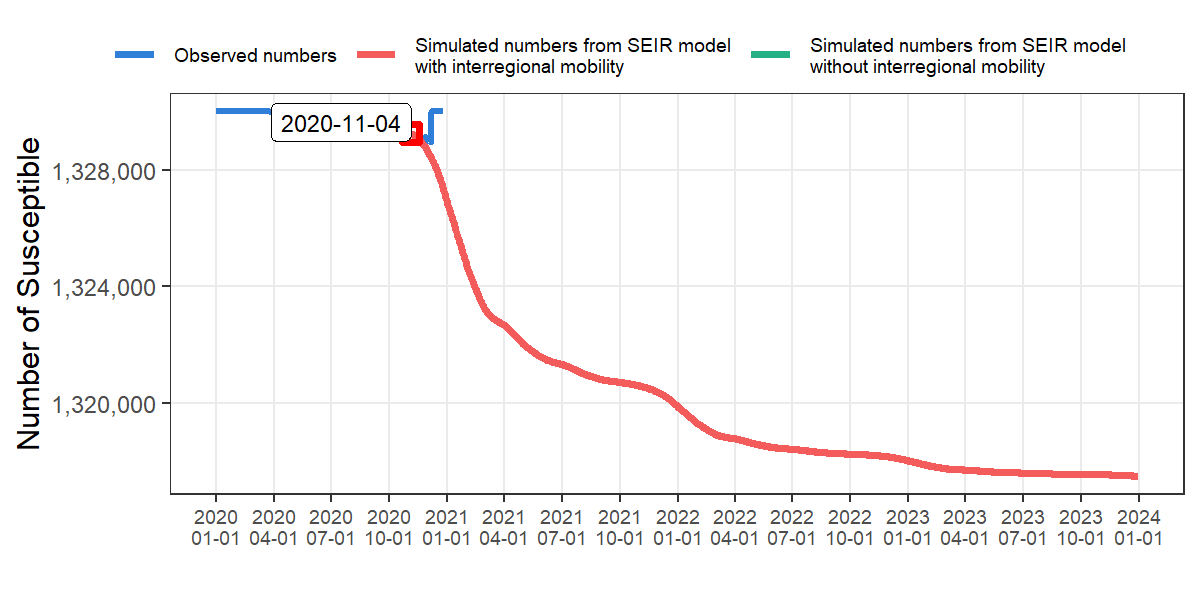 Observed numbers
Simulated numbers from SEIR model
with interregional mobility
Simulated numbers from SEIR model
without interregional mobility
2020-11-04
Number of Susceptible
1,328,000
1,324,000
1,320,000
2020 2020 2020 2020 2021 2021 2021 2021 2022 2022 2022 2022 2023 2023 2023 2023 2024
01-01 04-01 07-01 10-01 01-01 04-01 07-01 10-01 01-01 04-01 07-01 10-01 01-01 04-01 07-01 10-01 01-01